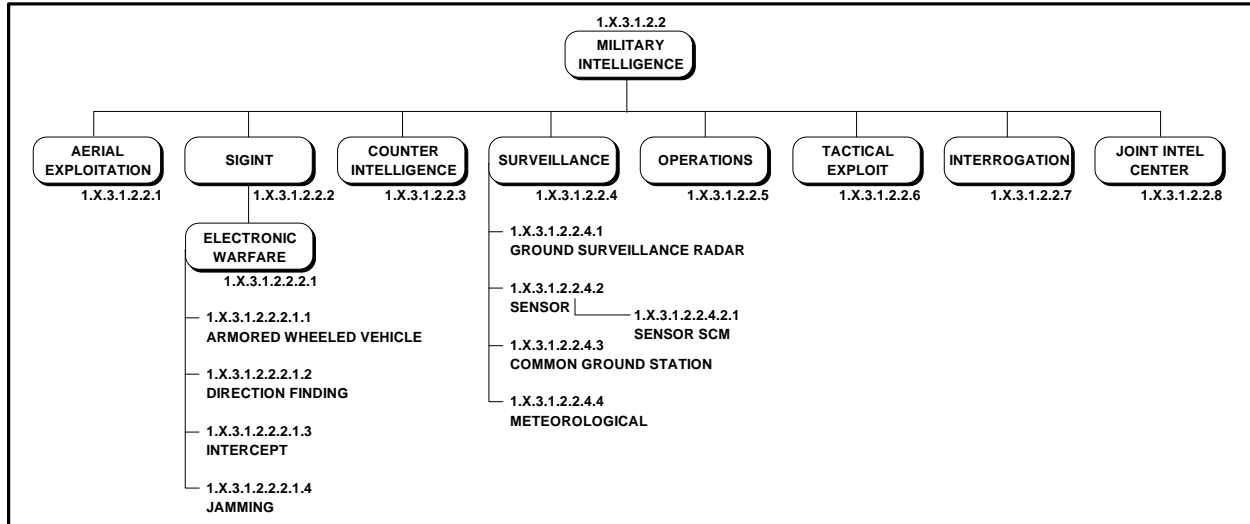 1.X.3.1.2.2
MILITARY
INTELLIGENCE
AERIAL
EXPLOITATION
1.X.3.1.2.2.1
SIGINT
1.X.3.1.2.2.2
COUNTER
INTELLIGENCE
1.X.3.1.2.2.3
SURVEILLANCE
1.X.3.1.2.2.4
OPERATIONS
1.X.3.1.2.2.5
TACTICAL
EXPLOIT
1.X.3.1.2.2.6
INTERROGATION
1.X.3.1.2.2.7
JOINT INTEL
CENTER
1.X.3.1.2.2.8
ELECTRONIC
WARFARE
1.X.3.1.2.2.2.1
1.X.3.1.2.2.2.1.1
ARMORED WHEELED VEHICLE
1.X.3.1.2.2.2.1.2
DIRECTION FINDING
1.X.3.1.2.2.2.1.3
INTERCEPT
1.X.3.1.2.2.2.1.4
JAMMING
1.X.3.1.2.2.4.1
GROUND SURVEILLANCE RADAR
1.X.3.1.2.2.4.2
SENSOR
1.X.3.1.2.2.4.2.1
SENSOR SCM
1.X.3.1.2.2.4.3
COMMON GROUND STATION
1.X.3.1.2.2.4.4
METEOROLOGICAL